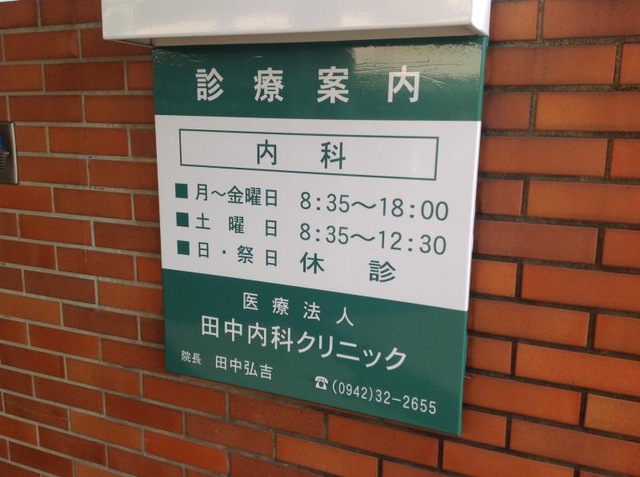 診療案内
内科
■月～金曜日 8:35～18:00
■土曜日 8:35～12:30
■日・祭日 休診
医療法人
田中内科クリニック
院長 田中弘吉
☎(0942)32-2655